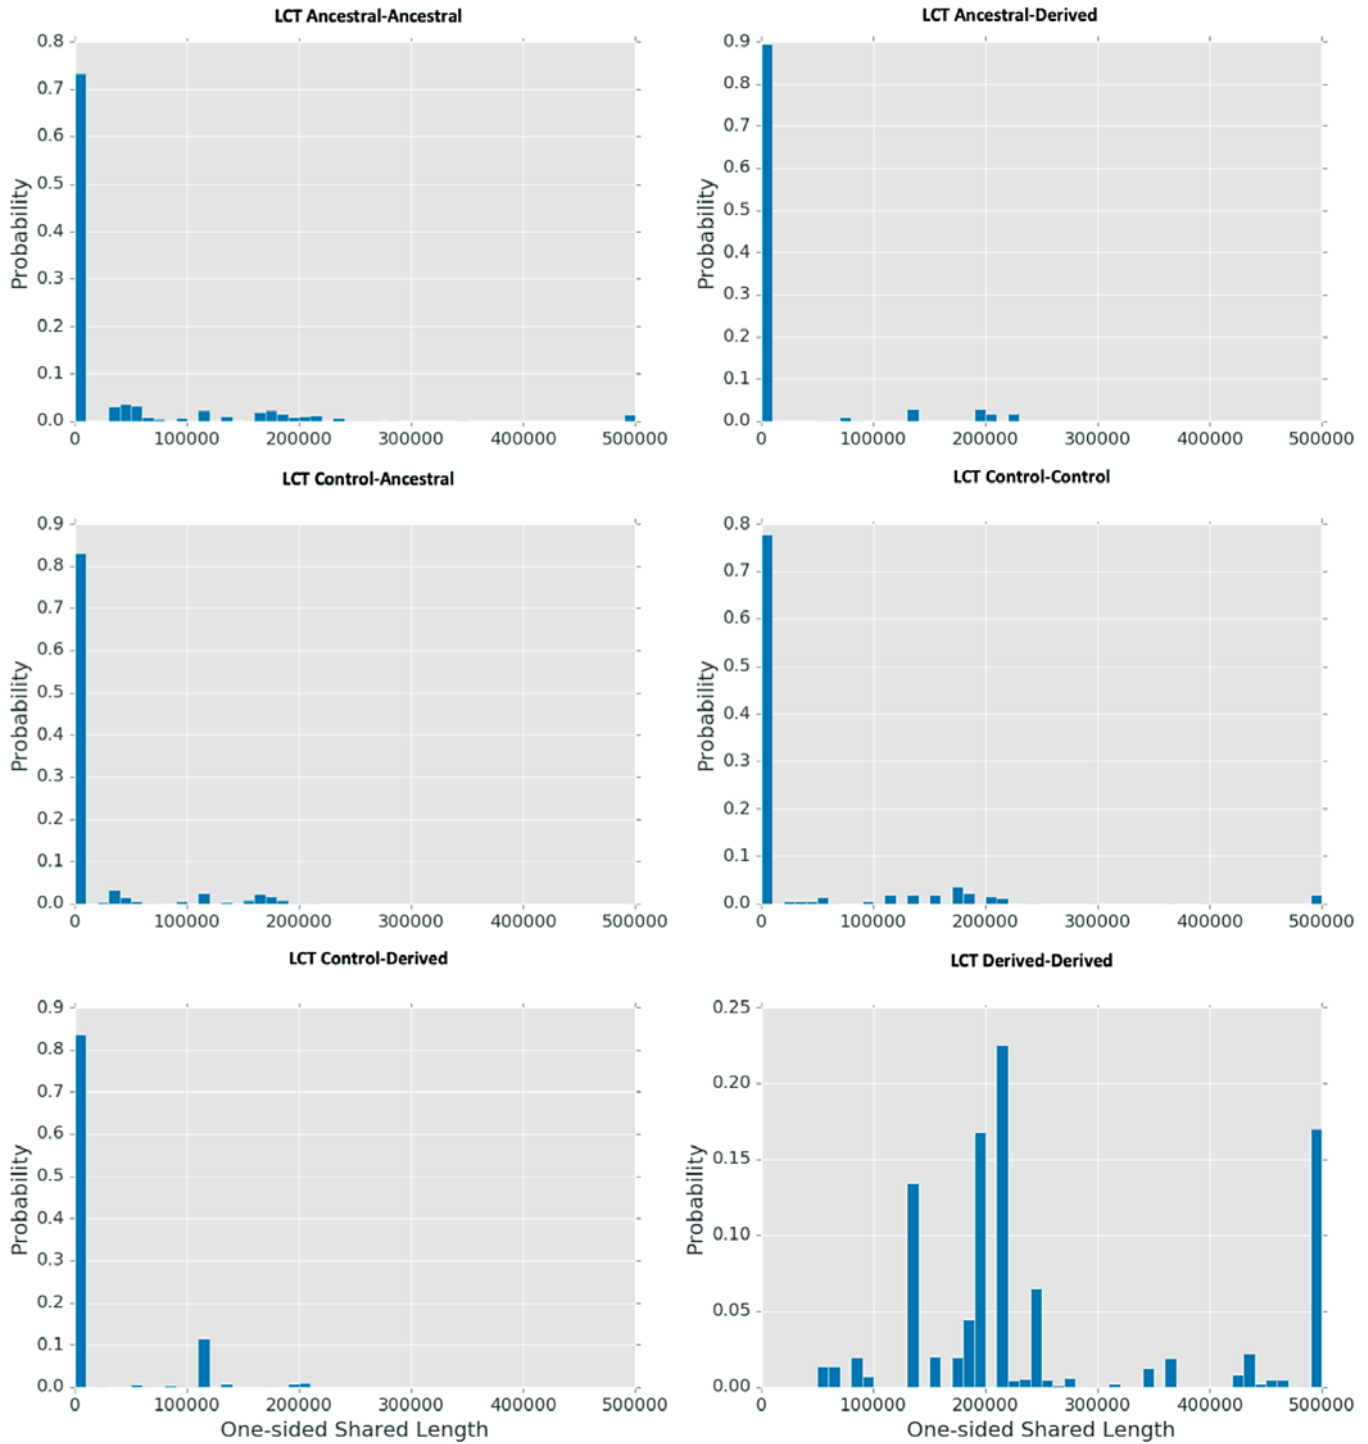 LCT Ancestral-Ancestral
0.8
0.7
0.6
0.5
0.4
0.3
0.2
0.1
0.0
Probability
0 100000 200000 300000 400000 500000
LCT Ancestral-Derived
0.9
0.8
0.7
0.6
0.5
0.4
0.3
0.2
0.1
0.0
Probability
0 100000 200000 300000 400000 500000
LCT Control-Ancestral
0.9
0.8
0.7
0.6
0.5
0.4
0.3
0.2
0.1
0.0
Probability
0 100000 200000 300000 400000 500000
LCT Control-Control
0.8
0.7
0.6
0.5
0.4
0.3
0.2
0.1
0.0
Probability
0 100000 200000 300000 400000 500000
LCT Control-Derived
0.9
0.8
0.7
0.6
0.5
0.4
0.3
0.2
0.1
0.0
Probability
0 100000 200000 300000 400000 500000
One-sided Shared Length
LCT Derived-Derived
0.25
0.20
0.15
0.10
0.05
0.00
Probability
0 100000 200000 300000 400000 500000
One-sided Shared Length